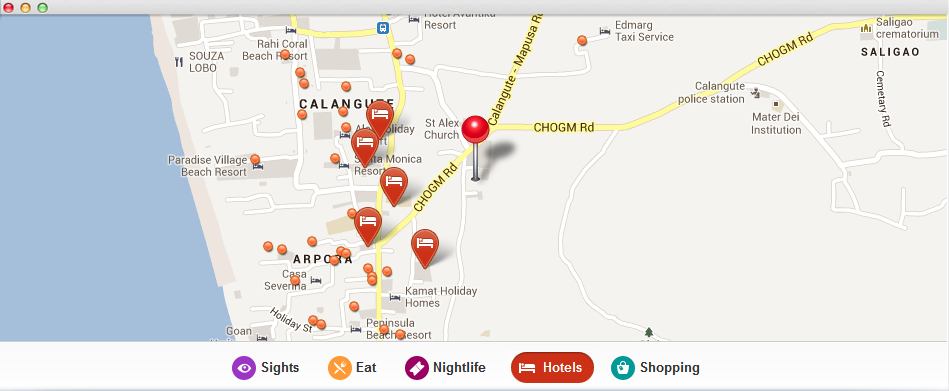 Hotel Avantika
Resort
Edmarg
Taxi Service
Saligao
crematorium
SALIGAO
Rahi Coral
Beach Resort
SOUZA
LOBO
Calangute - Mapusa Rd
CHOGM Rd
Cemetary Rd
Calangute
police station
CALANGUTE
Mater Dei
Institution
St Alex
Church
CHOGM Rd
Paradise Village
Beach Resort
Santa Monica
Resort
CHOGM Rd
ARPORA
Casa
Severina
Kamat Holiday
Homes
Holiday St
Peninsula
Beach Resort
Goan
Sights
Eat
Nightlife
Hotels
Shopping